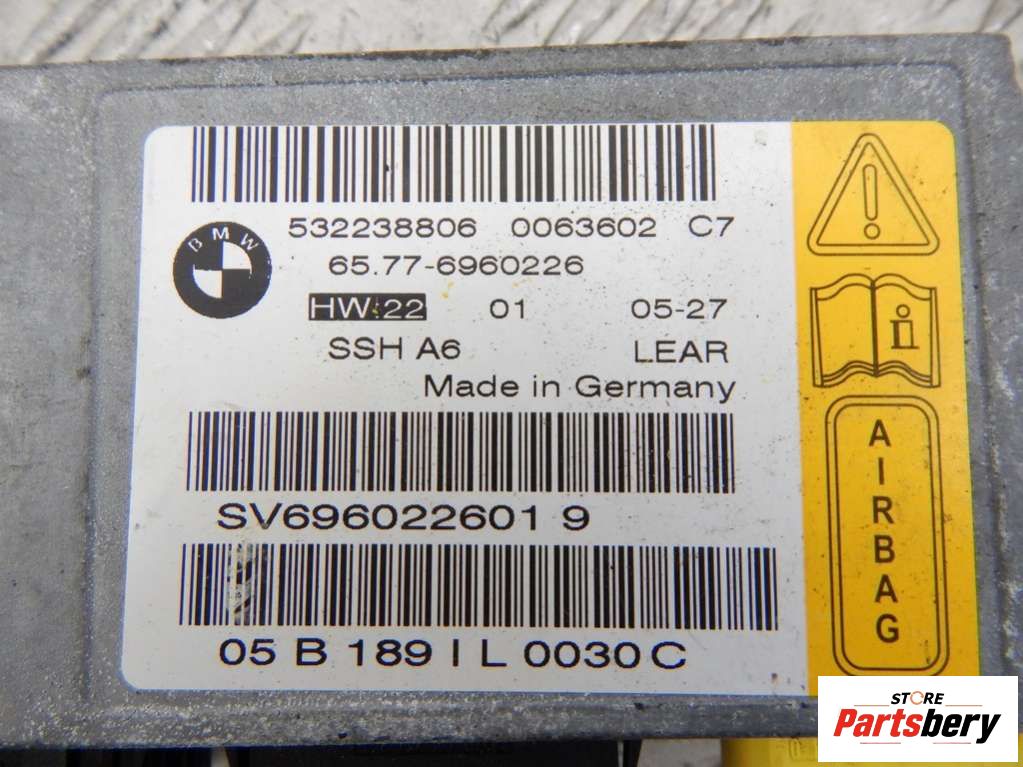 BMW
532238806 0063602 C7
65.77-6960226
HW:22 01 05-27
SSH A6 LEAR
Made in Germany
SV696022601 9
05 B 189 I L 0030 C
AIRBAG
STORE
Partsbery